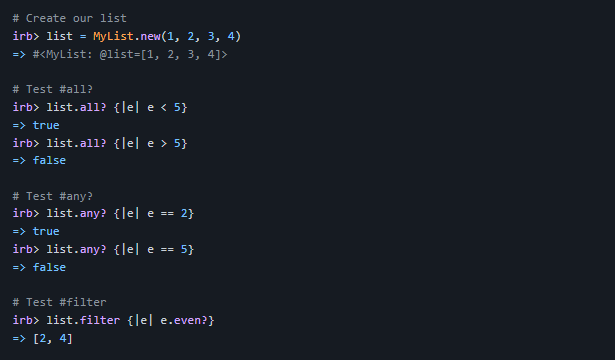 # Create our list
irb> list = MyList.new(1, 2, 3, 4)
=> #<MyList: @list=[1, 2, 3, 4]>
# Test #all?
irb> list.all? {|e| e < 5}
=> true
irb> list.all? {|e| e > 5}
=> false
# Test #any?
irb> list.any? {|e| e == 2}
=> true
irb> list.any? {|e| e == 5}
=> false
# Test #filter
irb> list.filter {|e| e.even?}
=> [2, 4]